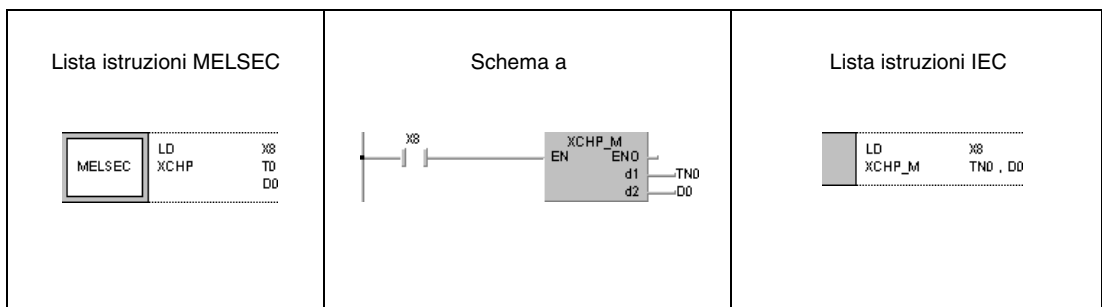 Lista istruzioni MELSEC
MELSEC
LD X8
XCHP T0
D0
Schema a
X8
XCHP_M
EN ENO
d1 TN0
d2 D0
Lista istruzioni IEC
LD X8
XCHP_M TN0 , D0